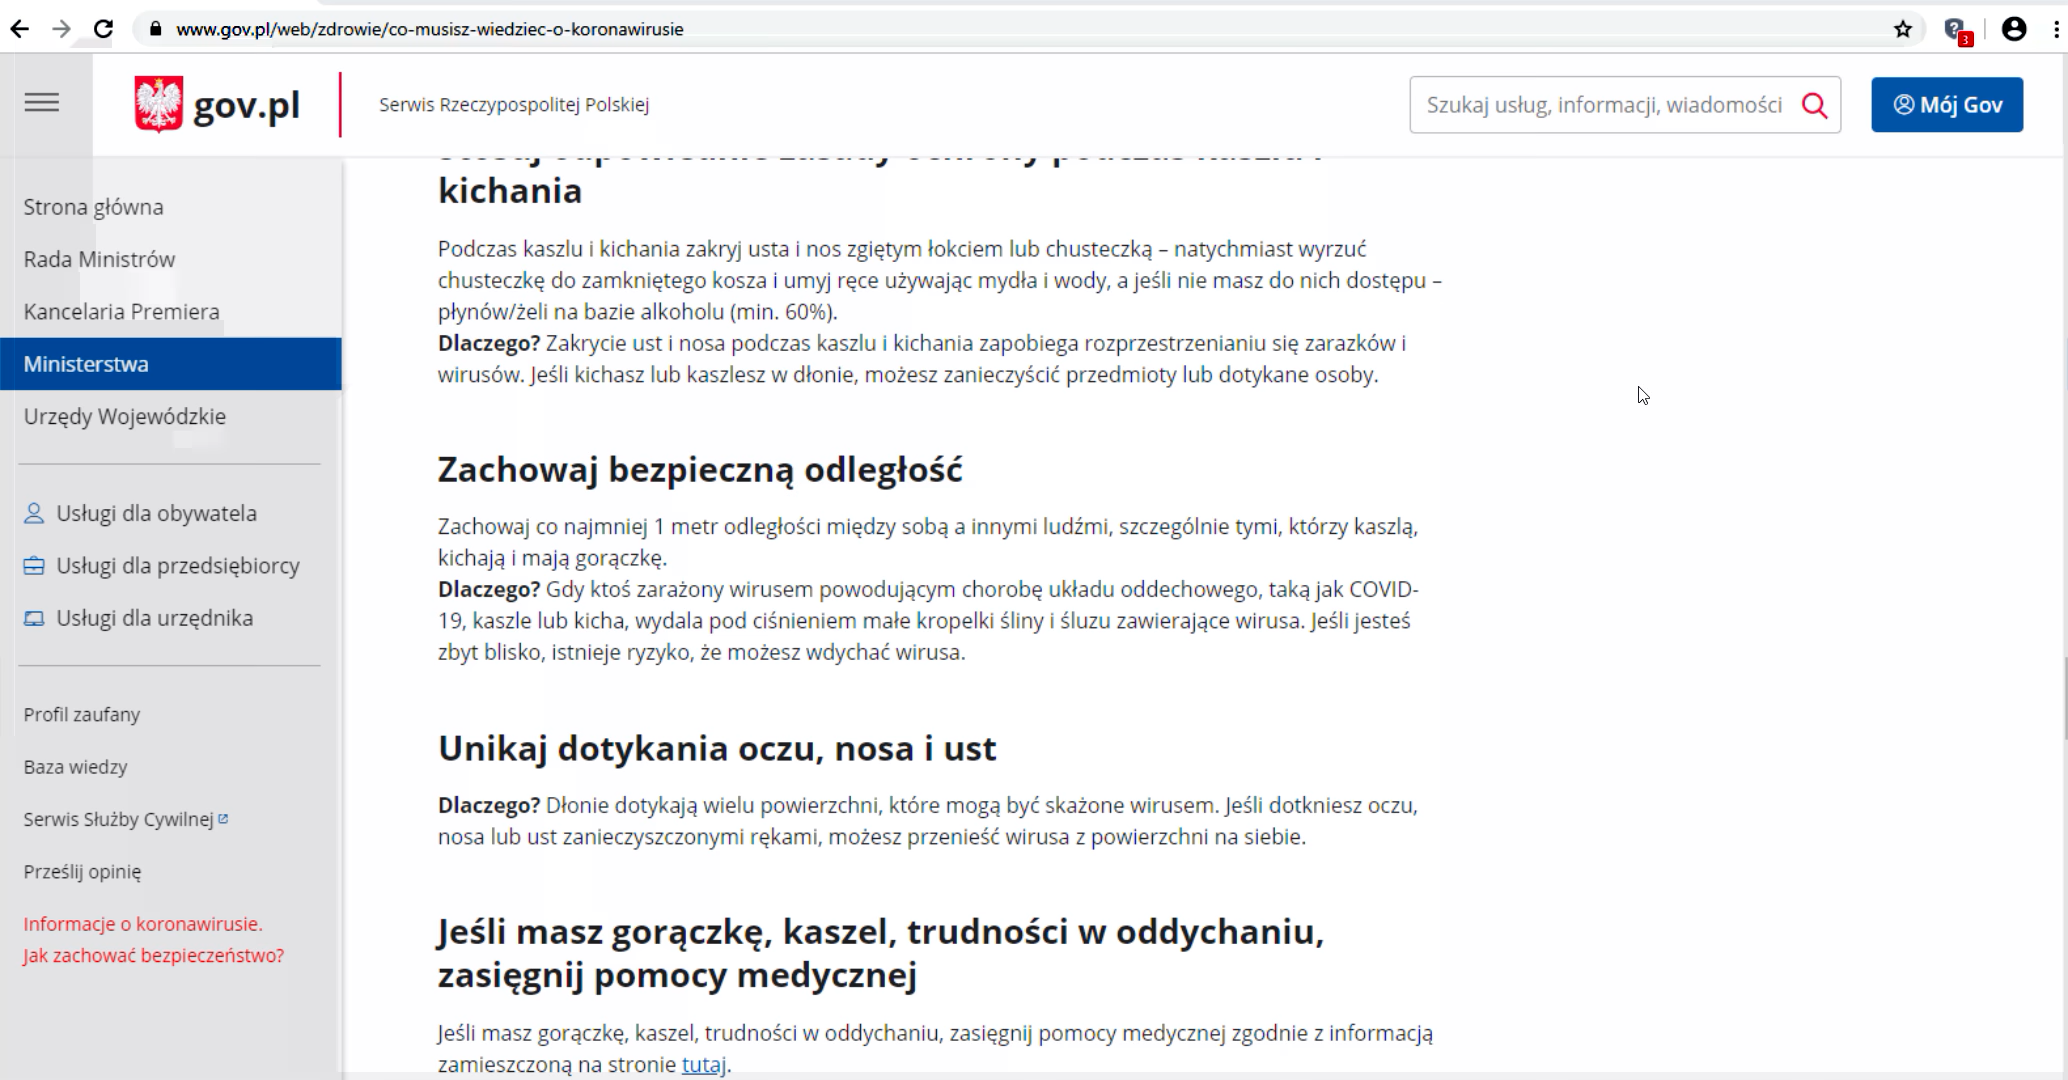 www.gov.pl/web/zdrowie/co-musisz-wiedziec-o-koronawirusie
3
gov.pl
Serwis Rzeczypospolitej Polskiej
Szukaj usług, informacji, wiadomości
Mój Gov
Strona główna
Rada Ministrów
Kancelaria Premiera
Ministerstwa
Urzędy Wojewódzkie
Usługi dla obywatela
Usługi dla przedsiębiorcy
Usługi dla urzędnika
Profil zaufany
Baza wiedzy
Serwis Służby Cywilnej
Prześlij opinię
Informacje o koronawirusie.
Jak zachować bezpieczeństwo?
Stosuj odpowiednie zasady ochrony podczas kaszlu i
kichania
Podczas kaszlu i kichania zakryj usta i nos zgiętym łokciem lub chusteczką – natychmiast wyrzuć
chusteczkę do zamkniętego kosza i umyj ręce używając mydła i wody, a jeśli nie masz do nich dostępu –
płynów/żeli na bazie alkoholu (min. 60%).
Dlaczego? Zakrycie ust i nosa podczas kaszlu i kichania zapobiega rozprzestrzenianiu się zarazków i
wirusów. Jeśli kichasz lub kaszlesz w dłonie, możesz zanieczyścić przedmioty lub dotykane osoby.
Zachowaj bezpieczną odległość
Zachowaj co najmniej 1 metr odległości między sobą a innymi ludźmi, szczególnie tymi, którzy kaszlą,
kichają i mają gorączkę.
Dlaczego? Gdy ktoś zarażony wirusem powodującym chorobę układu oddechowego, taką jak COVID-
19, kaszle lub kicha, wydala pod ciśnieniem małe kropelki śliny i śluzu zawierające wirusa. Jeśli jesteś
zbyt blisko, istnieje ryzyko, że możesz wdychać wirusa.
Unikaj dotykania oczu, nosa i ust
Dlaczego? Dłonie dotykają wielu powierzchni, które mogą być skażone wirusem. Jeśli dotkniesz oczu,
nosa lub ust zanieczyszczonymi rękami, możesz przenieść wirusa z powierzchni na siebie.
Jeśli masz gorączkę, kaszel, trudności w oddychaniu,
zasięgnij pomocy medycznej
Jeśli masz gorączkę, kaszel, trudności w oddychaniu, zasięgnij pomocy medycznej zgodnie z informacją
zamieszczoną na stronie tutaj.